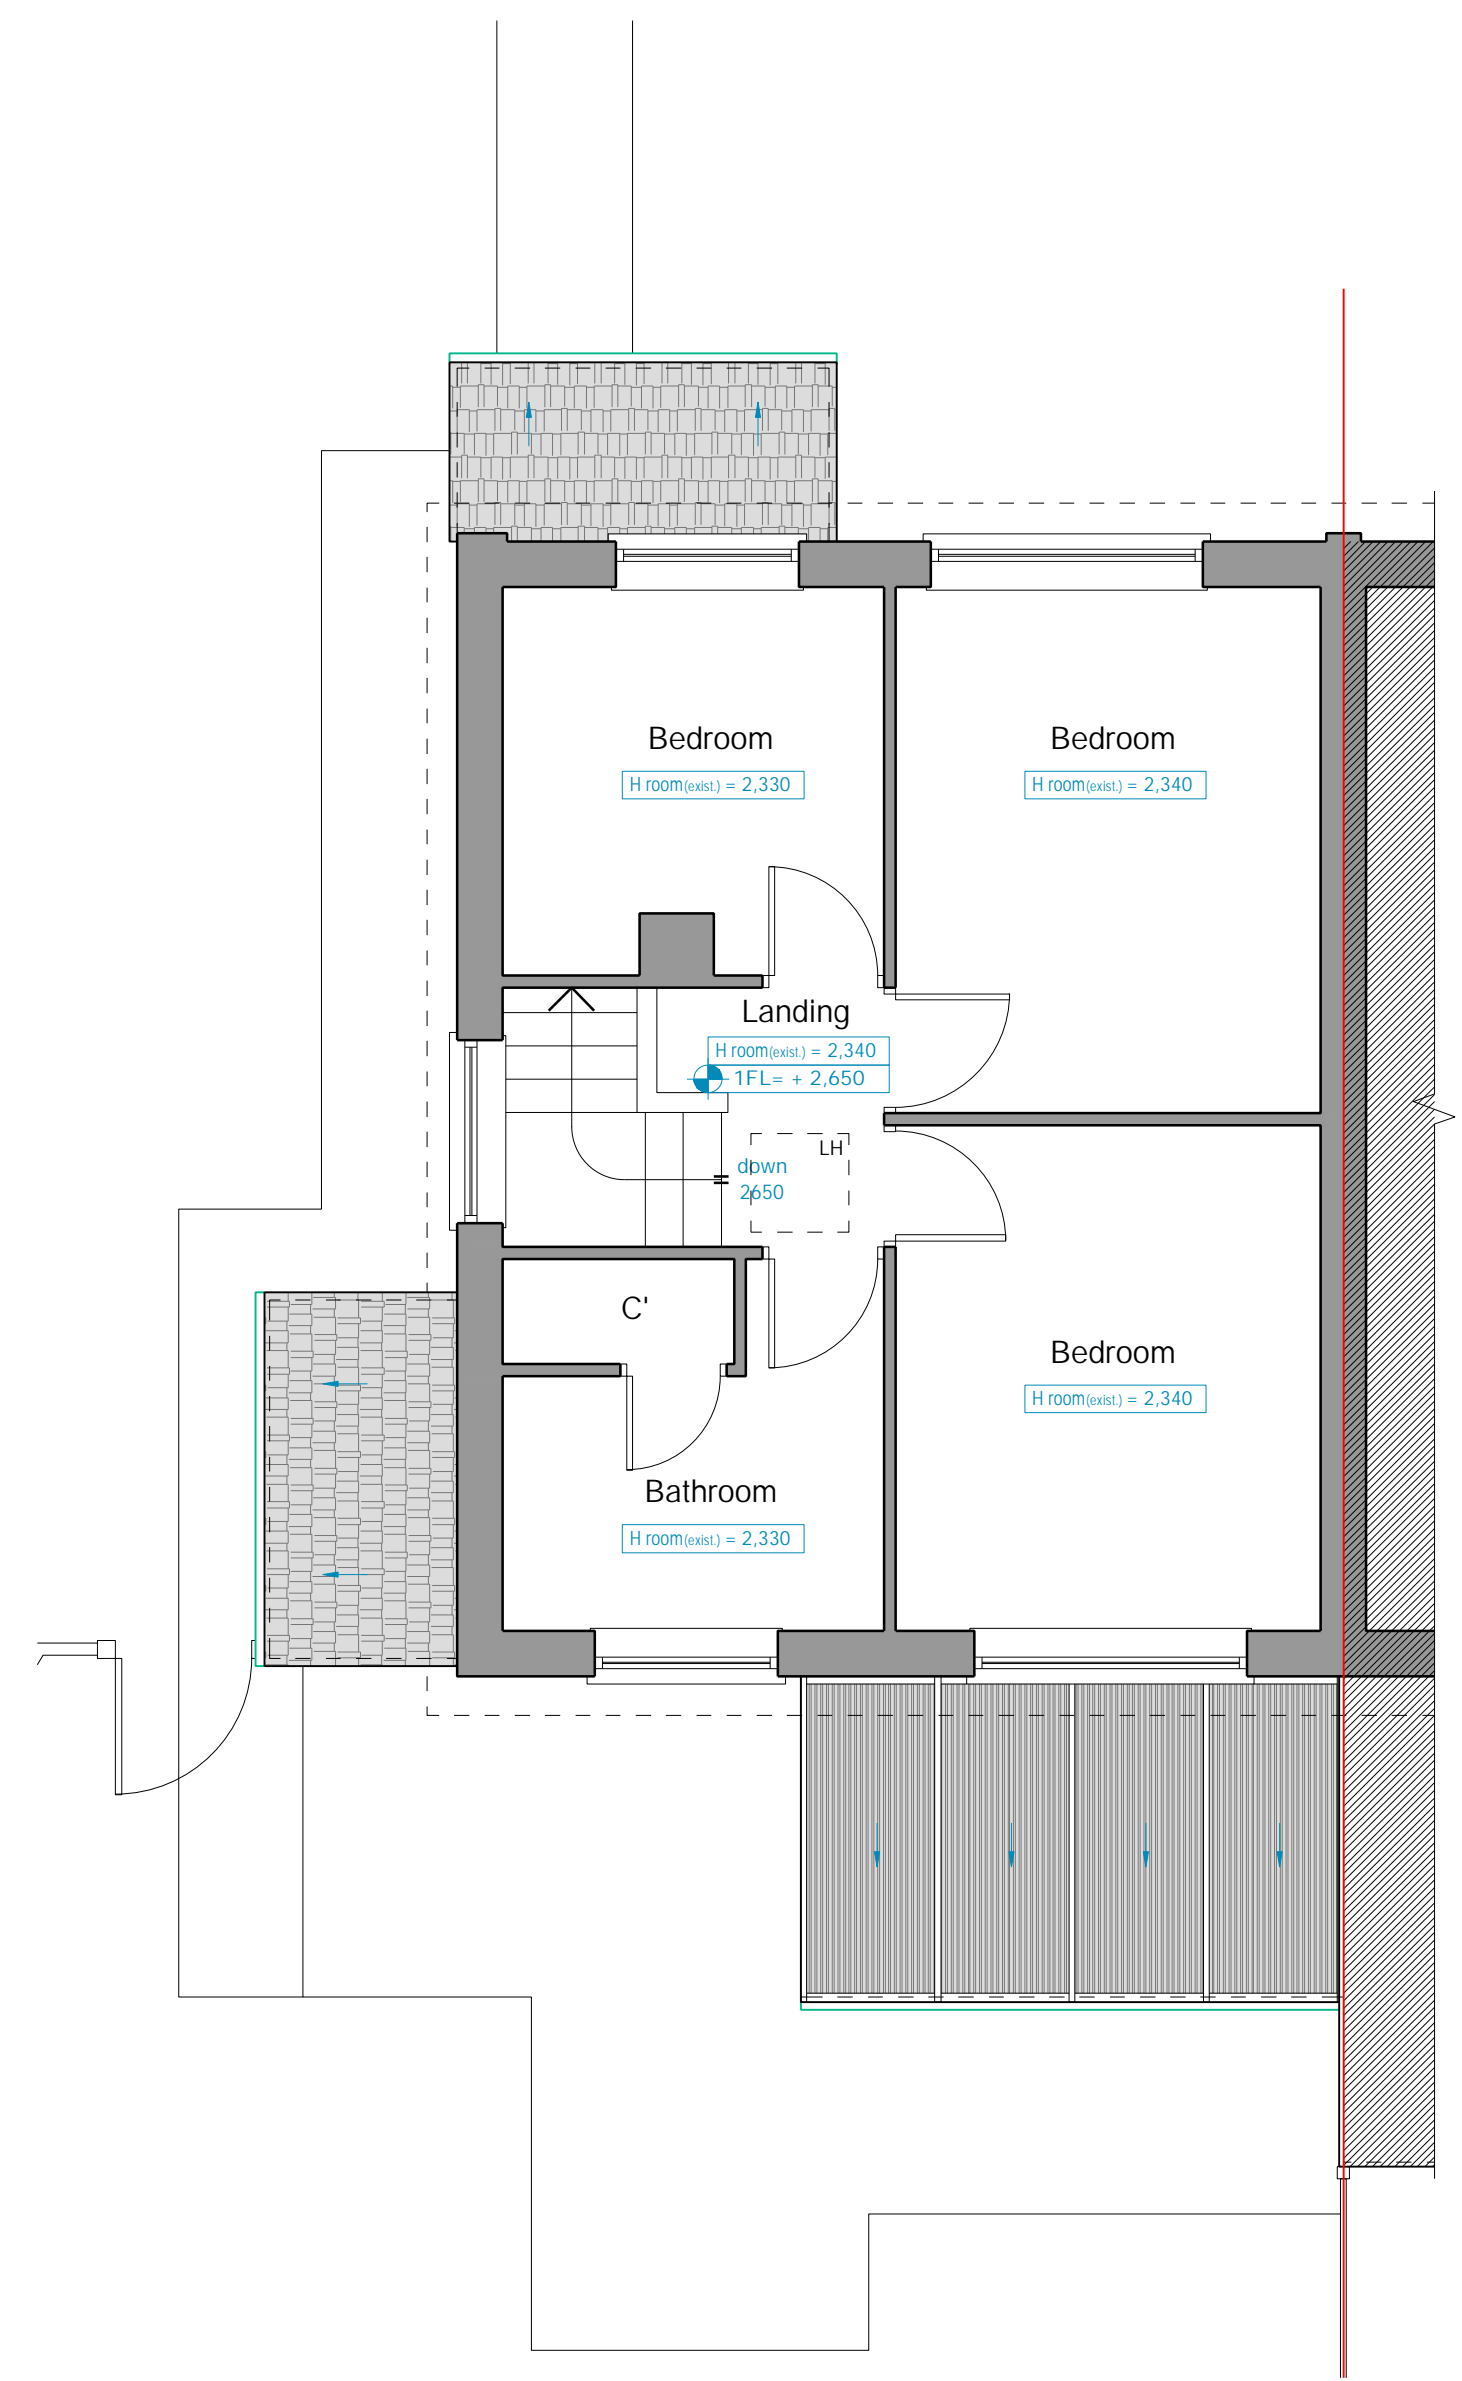 Bedroom
H room(exist.) = 2,330
Bedroom
H room(exist.) = 2,340
Landing
H room(exist.) = 2,340
1FL= + 2,650
LH
down
2650
C'
Bedroom
H room(exist.) = 2,340
Bathroom
H room(exist.) = 2,330